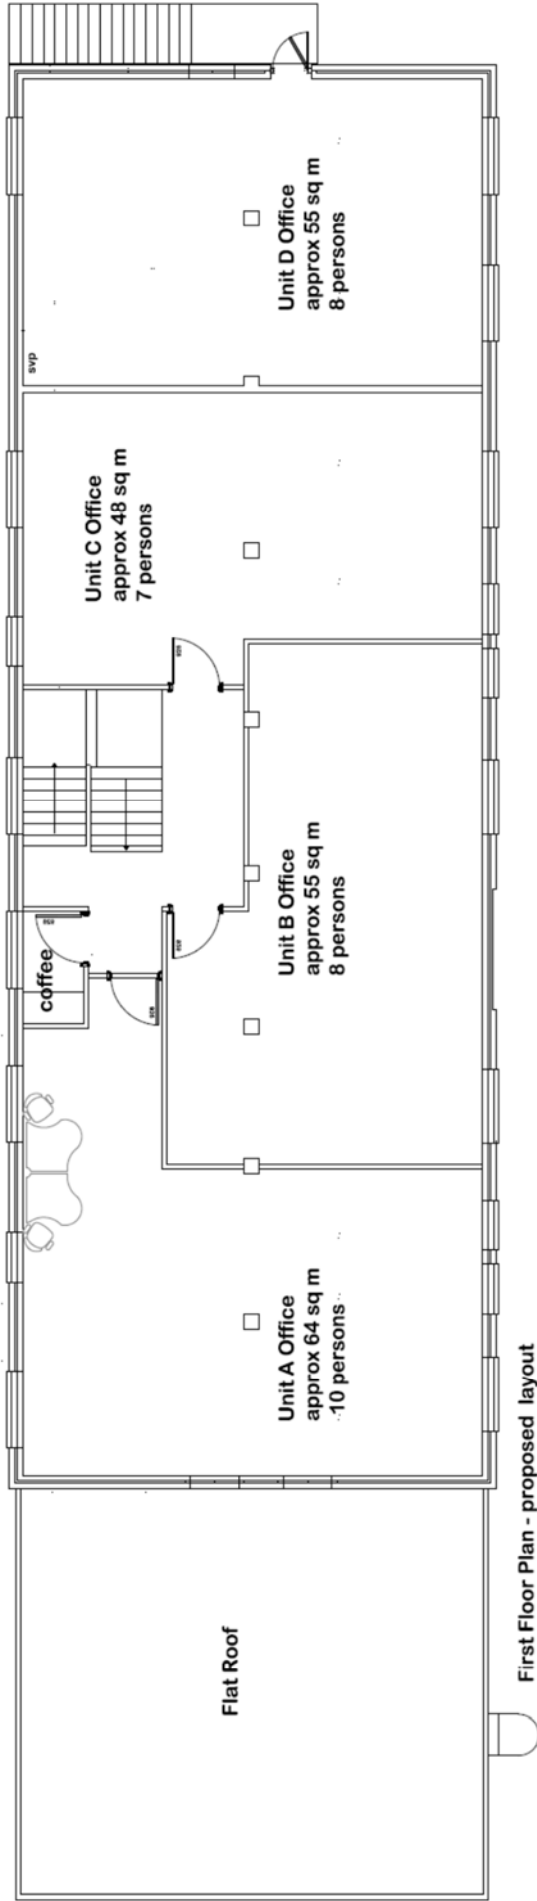 Flat Roof
Unit A Office
approx 64 sq m
10 persons
coffee
Unit B Office
approx 55 sq m
8 persons
Unit C Office
approx 48 sq m
7 persons
svp
Unit D Office
approx 55 sq m
8 persons
First Floor Plan - proposed layout